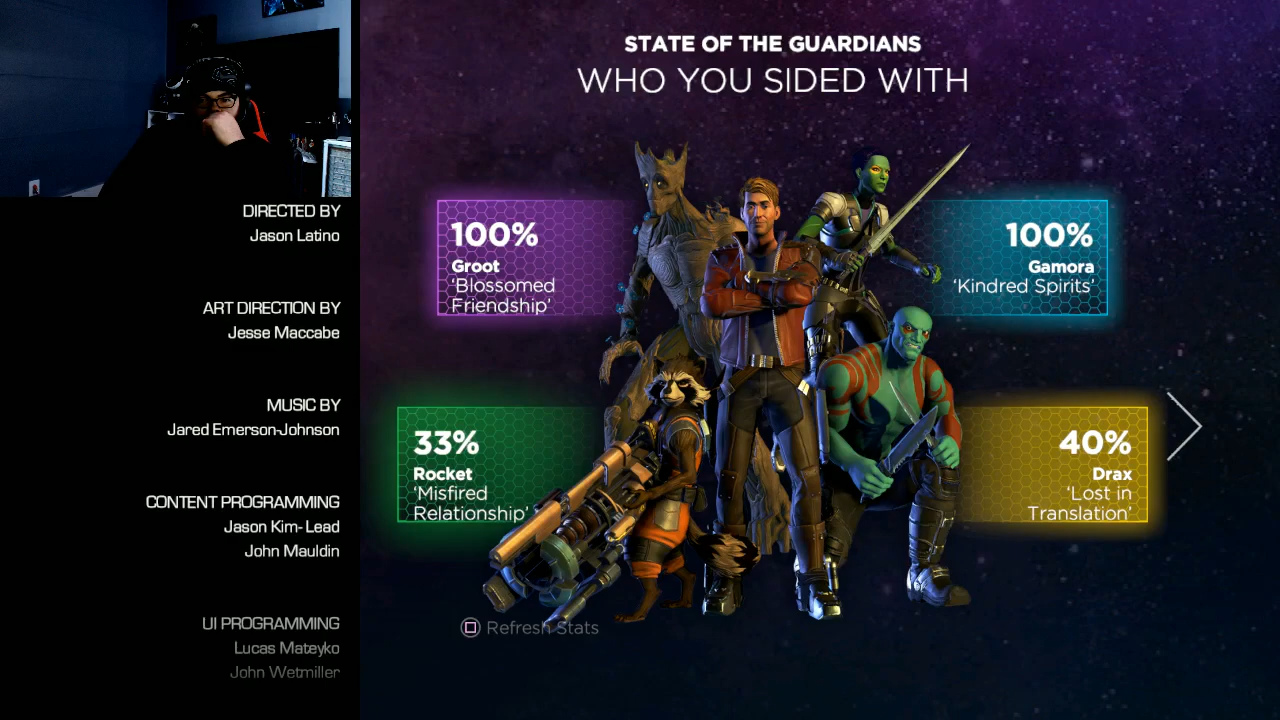 STATE OF THE GUARDIANS
WHO YOU SIDED WITH
100%
Groot
'Blossomed
Friendship'
100%
Gamora
'Kindred Spirits'
33%
Rocket
'Misfired
Relationship'
40%
Drax
'Lost in
Translation'
Refresh Stats
DIRECTED BY
Jason Latino
ART DIRECTION BY
Jesse Maccabe
MUSIC BY
Jared Emerson-Johnson
CONTENT PROGRAMMING
Jason Kim- Lead
John Mauldin
UI PROGRAMMING
Lucas Mateyko
John Wetmiller